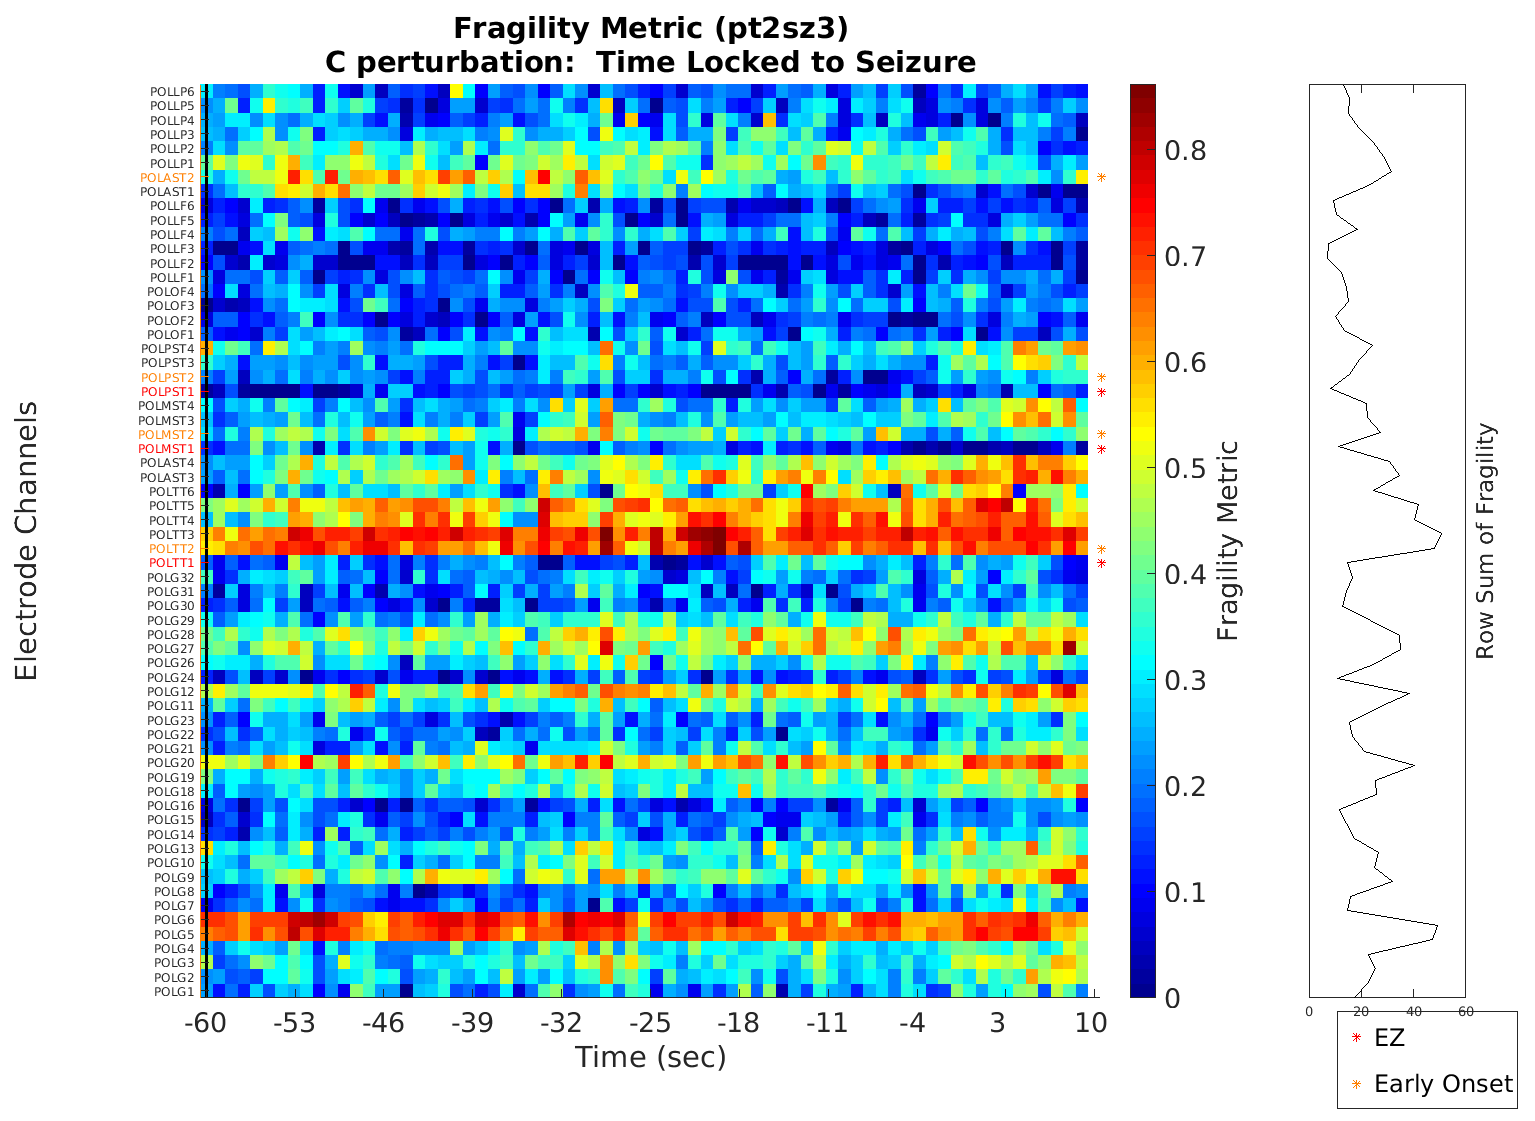 Fragility Metric (pt2sz3)
C perturbation:  Time Locked to Seizure
Electrode Channels
POLLP6
POLLP5
POLLP4
POLLP3
POLLP2
POLLP1
POLAST2
POLAST1
POLLF6
POLLF5
POLLF4
POLLF3
POLLF2
POLLF1
POLOF4
POLOF3
POLOF2
POLOF1
POLPST4
POLPST3
POLPST2
POLPST1
POLMST4
POLMST3
POLMST2
POLMST1
POLAST4
POLAST3
POLTT6
POLTT5
POLTT4
POLTT3
POLTT2
POLTT1
POLG32
POLG31
POLG30
POLG29
POLG28
POLG27
POLG26
POLG24
POLG12
POLG11
POLG23
POLG22
POLG21
POLG20
POLG19
POLG18
POLG16
POLG15
POLG14
POLG13
POLG10
POLG9
POLG8
POLG7
POLG6
POLG5
POLG4
POLG3
POLG2
POLG1
-60 -53 -46 -39 -32 -25 -18 -11 -4 3 10
Time (sec)
0.8
0.7
0.6
0.5
0.4
0.3
0.2
0.1
0
Fragility Metric
0 20 40 60
Row Sum of Fragility
EZ
Early Onset